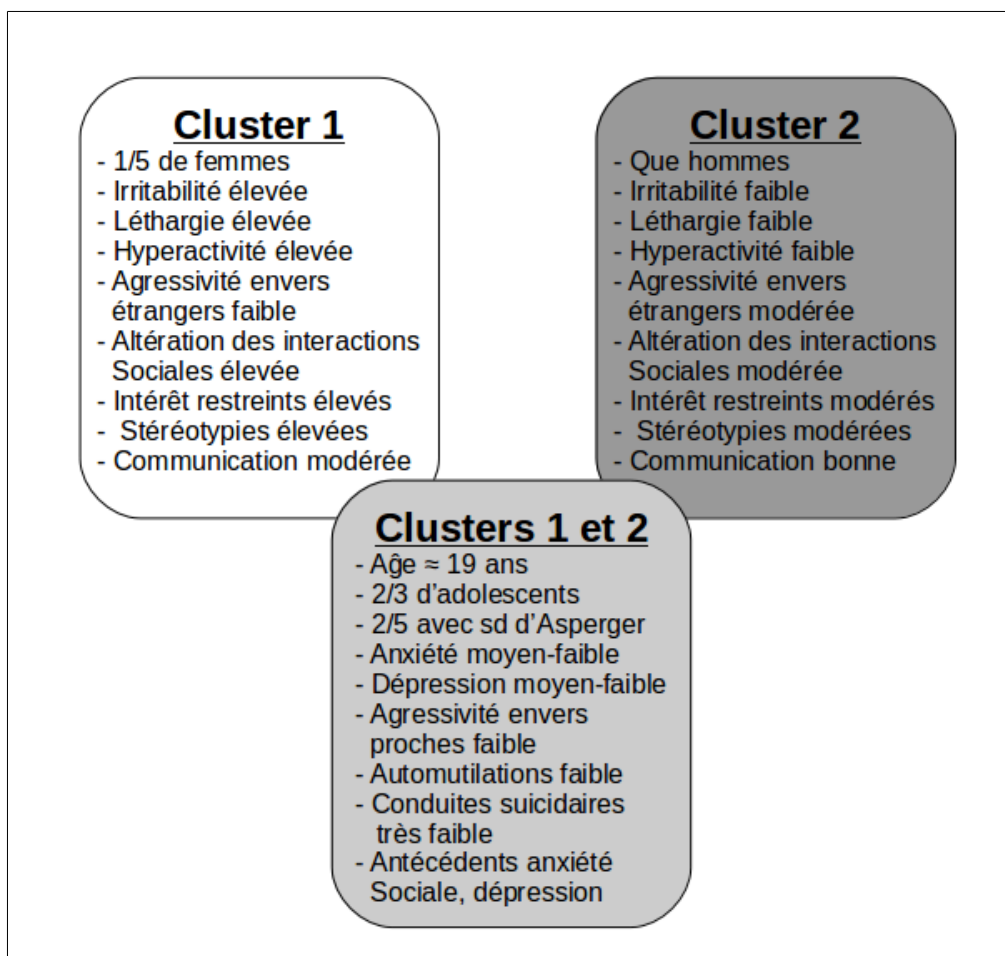 Cluster 1
- 1/5 de femmes
- Irritabilité élevée
- Léthargie élevée
- Hyperactivité élevée
- Agressivité envers
étrangers faible
- Altération des interactions
Sociales élevée
- Intérêt restreints élevés
- Stéréotypies élevées
- Communication modérée
Cluster 2
- Que hommes
- Irritabilité faible
- Léthargie faible
- Hyperactivité faible
- Agressivité envers
étrangers modérée
- Altération des interactions
Sociales modérée
- Intérêt restreints modérés
- Stéréotypies modérées
- Communication bonne
Clusters 1 et 2
- Aĝe ≈ 19 ans
- 2/3 d’adolescents
- 2/5 avec sd d’Asperger
- Anxiété moyen-faible
- Dépression moyen-faible
- Agressivité envers
proches faible
- Automutilations faible
- Conduites suicidaires
très faible
- Antécédents anxiété
Sociale, dépression